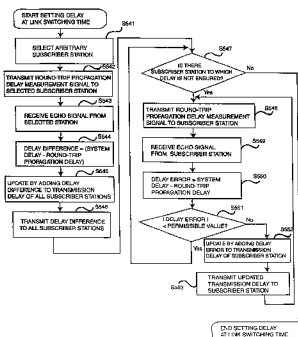 START SETTING DELAY
AT LINK SWITCHING TIME
S541
SELECT ARBITRARY
SUBSCRIBER STATION
S542
TRANSMIT ROUND-TRIP PROPAGATION
DELAY MEASUREMENT SIGNAL TO
SELECTED SUBSCRIBER STATION
S543
RECEIVE ECHO SIGNAL FROM
SELECTED STATION
S544
DELAY DIFFERENCE = (SYSTEM
DELAY - ROUND-TRIP
PROPAGATION DELAY)
S545
UPDATE BY ADDING DELAY
DIFFERENCE TO TRANSMISSION
DELAY OF ALL SUBSCRIBER STATIONS
S546
TRANSMIT DELAY DIFFERENCE
TO ALL SUBSCRIBER STATIONS
S547
IS THERE
SUBSCRIBER STATION TO WHICH
DELAY IS NOT ENSURED?
No
Yes
S548
TRANSMIT ROUND-TRIP
PROPAGATION DELAY MEASUREMENT
SIGNAL TO SUBSCRIBER STATION
S549
RECEIVE ECHO SIGNAL
FROM SUBSCRIBER STATION
S550
DELAY ERROR = SYSTEM
DELAY - ROUND-TRIP
PROPAGATION DELAY
S551
| DELAY ERROR |
< PERMISSIBLE VALUE?
No
Yes
S552
UPDATE BY ADDING DELAY
ERROR TO TRANSMISSION
DELAY OF SUBSCRIBER STATION
S553
TRANSMIT UPDATED
TRANSMISSION DELAY TO
SUBSCRIBER STATION
END SETTING DELAY
AT LINK SWITCHING TIME